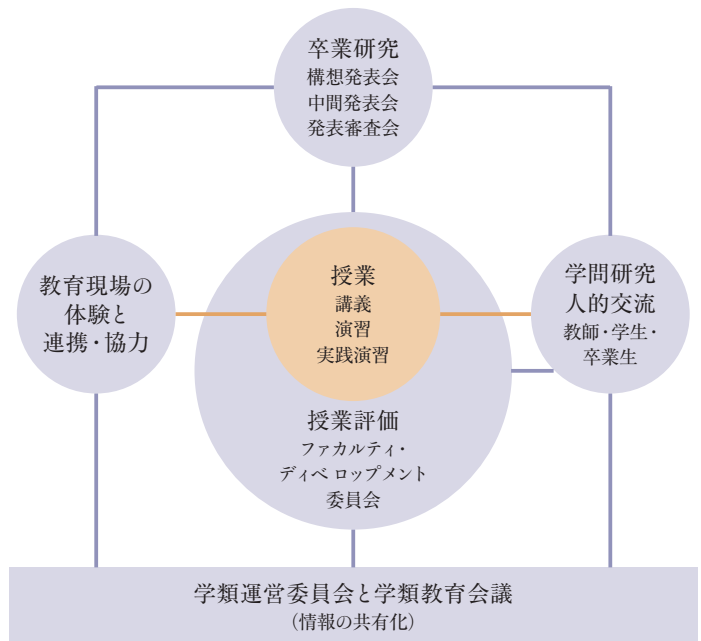 卒業研究
構想発表会
中間発表会
発表審査会
教育現場の
体験と
連携・協力
授業
講義
演習
実践演習
学問研究
人的交流
教師・学生・
卒業生
授業評価
ファカルティ・
ディベロップメント
委員会
学類運営委員会と学類教育会議
（情報の共有化）